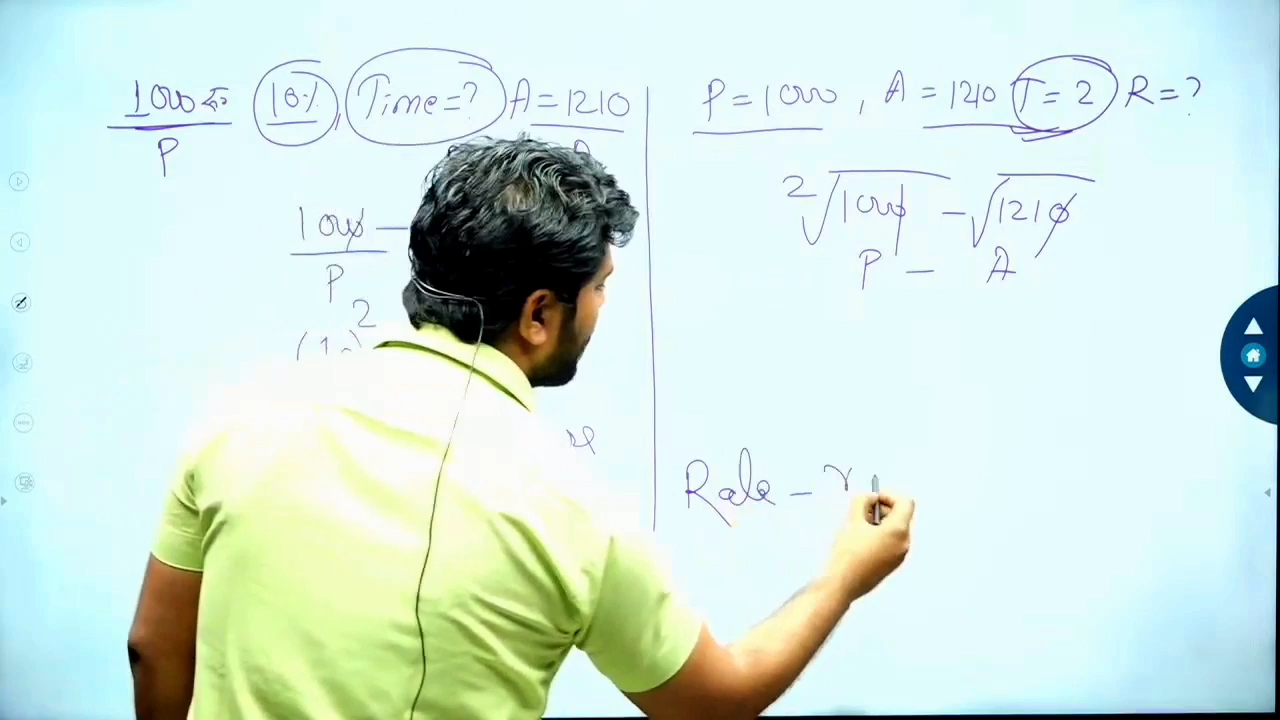 1000 रु 10%, Time = ? A = 1210
P
1000 –
P
2
P = 1000, A = 1210 T = 2 R = ?
2√1000 – √1210
P – A
Rate –